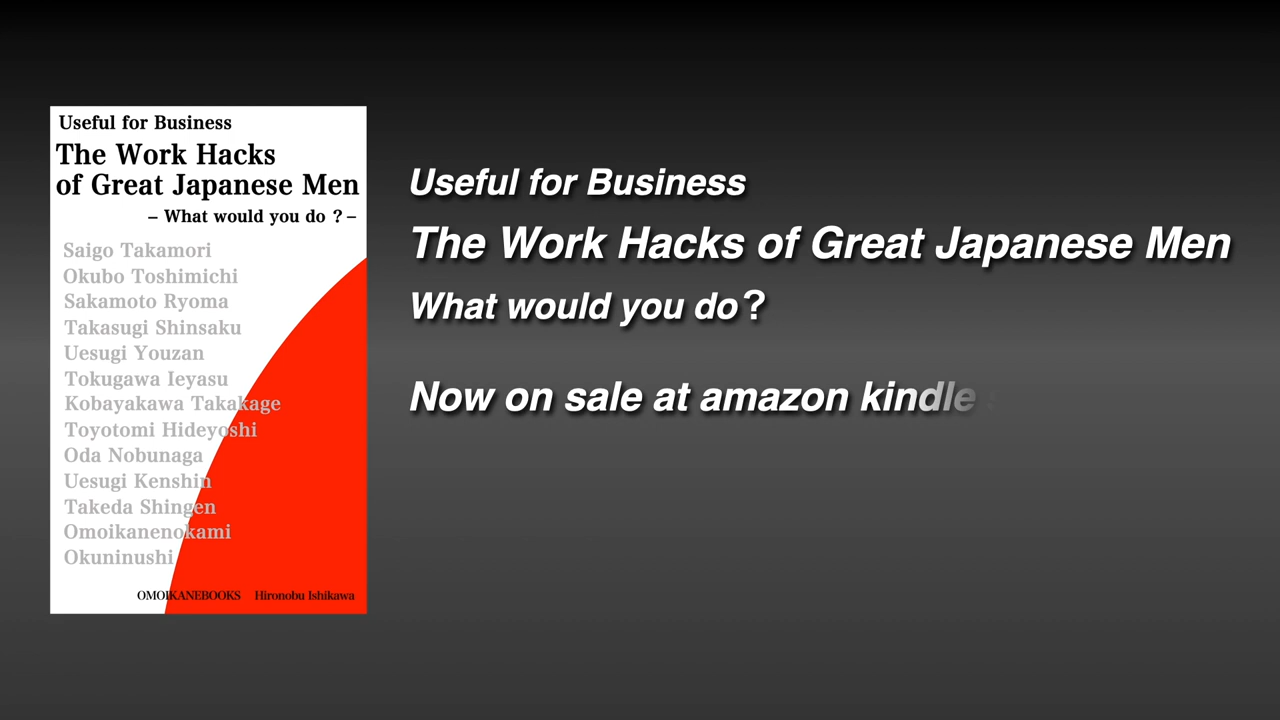 Useful for Business
The Work Hacks
of Great Japanese Men
– What would you do ? –
Saigo Takamori
Okubo Toshimichi
Sakamoto Ryoma
Takasugi Shinsaku
Uesugi Youzan
Tokugawa Ieyasu
Kobayakawa Takakage
Toyotomi Hideyoshi
Oda Nobunaga
Uesugi Kenshin
Takeda Shingen
Omoikanenokami
Okuninushi
OMOIKANEBOOKS Hironobu Ishikawa
Useful for Business
The Work Hacks of Great Japanese Men
What would you do?
Now on sale at amazon kindle